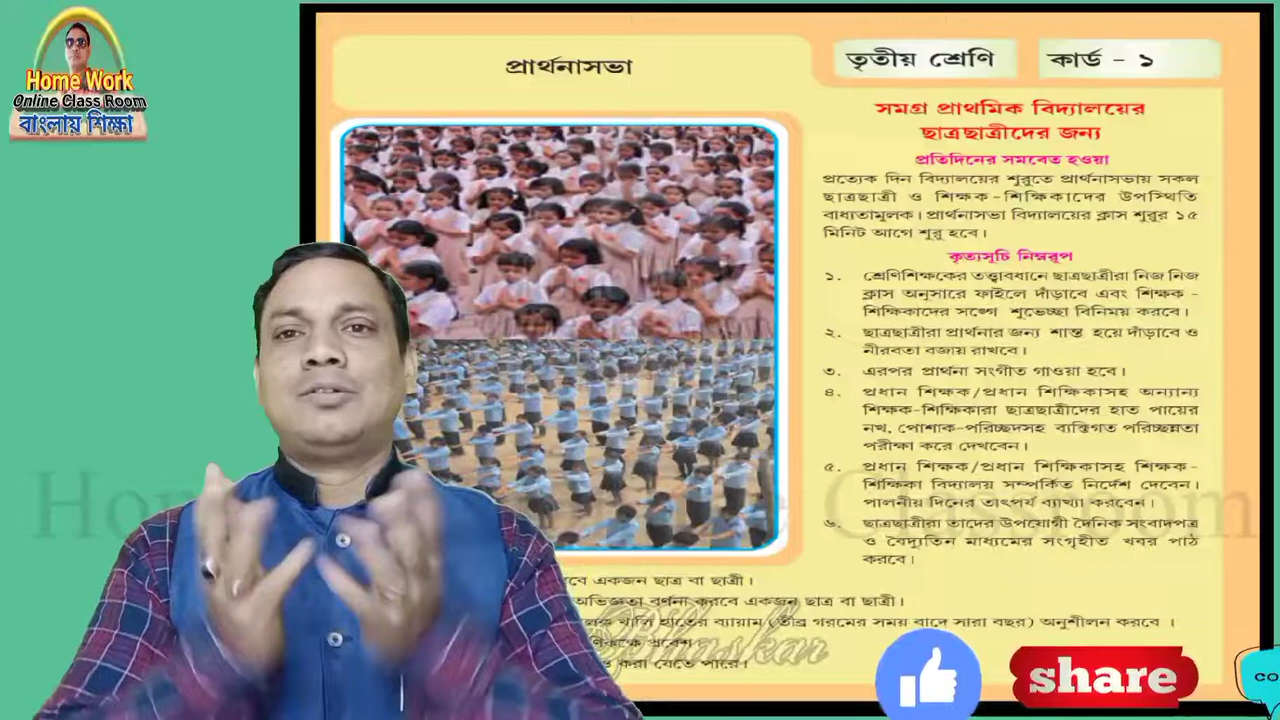 Home Work
Online Class Room
বাংলায় শিক্ষা
প্রার্থনাসভা
তৃতীয় শ্রেণি
কার্ড - ১
সমগ্র প্রাথমিক বিদ্যালয়ের
ছাত্রছাত্রীদের জন্য
প্রতিদিনের সমবেত হওয়া
প্রত্যেক দিন বিদ্যালয়ের শুরুতে প্রার্থনাসভায় সকল
ছাত্রছাত্রী ও শিক্ষক-শিক্ষিকাদের উপস্থিতি
বাধ্যতামূলক। প্রার্থনাসভা বিদ্যালয়ের ক্লাস শুরুর ১৫
মিনিট আগে শুরু হবে।
কৃত্যসূচি নিম্নরূপ
১. শ্রেণিশিক্ষকের তত্ত্বাবধানে ছাত্রছাত্রীরা নিজ নিজ
ক্লাস অনুসারে ফাইলে দাঁড়াবে এবং শিক্ষক -
শিক্ষিকাদের সঙ্গে শুভেচ্ছা বিনিময় করবে।
২. ছাত্রছাত্রীরা প্রার্থনার জন্য শান্ত হয়ে দাঁড়াবে ও
নীরবতা বজায় রাখবে।
৩. এরপর প্রার্থনা সংগীত গাওয়া হবে।
৪. প্রধান শিক্ষক/প্রধান শিক্ষিকাসহ অন্যান্য
শিক্ষক-শিক্ষিকারা ছাত্রছাত্রীদের হাত পায়ের
নখ, পোশাক-পরিচ্ছদসহ ব্যক্তিগত পরিচ্ছন্নতা
পরীক্ষা করে দেখবেন।
৫. প্রধান শিক্ষক/প্রধান শিক্ষিকাসহ শিক্ষক-
শিক্ষিকা বিদ্যালয় সম্পর্কিত নির্দেশ দেবেন।
পালনীয় দিনের তাৎপর্য ব্যাখ্যা করবেন।
৬. ছাত্রছাত্রীরা তাদের উপযোগী দৈনিক সংবাদপত্র
ও বৈদ্যুতিন মাধ্যমের সংগৃহীত খবর পাঠ
করবে।
একজন ছাত্র বা ছাত্রী।
অভিজ্ঞতা বর্ণনা করবে একজন ছাত্র বা ছাত্রী।
খালি হাতের ব্যায়াম (তীব্র গরমের সময় বাদে সারা বছর) অনুশীলন করবে ।
প্রবেশ
করা যেতে পারে।
Bhaskar
share
CO